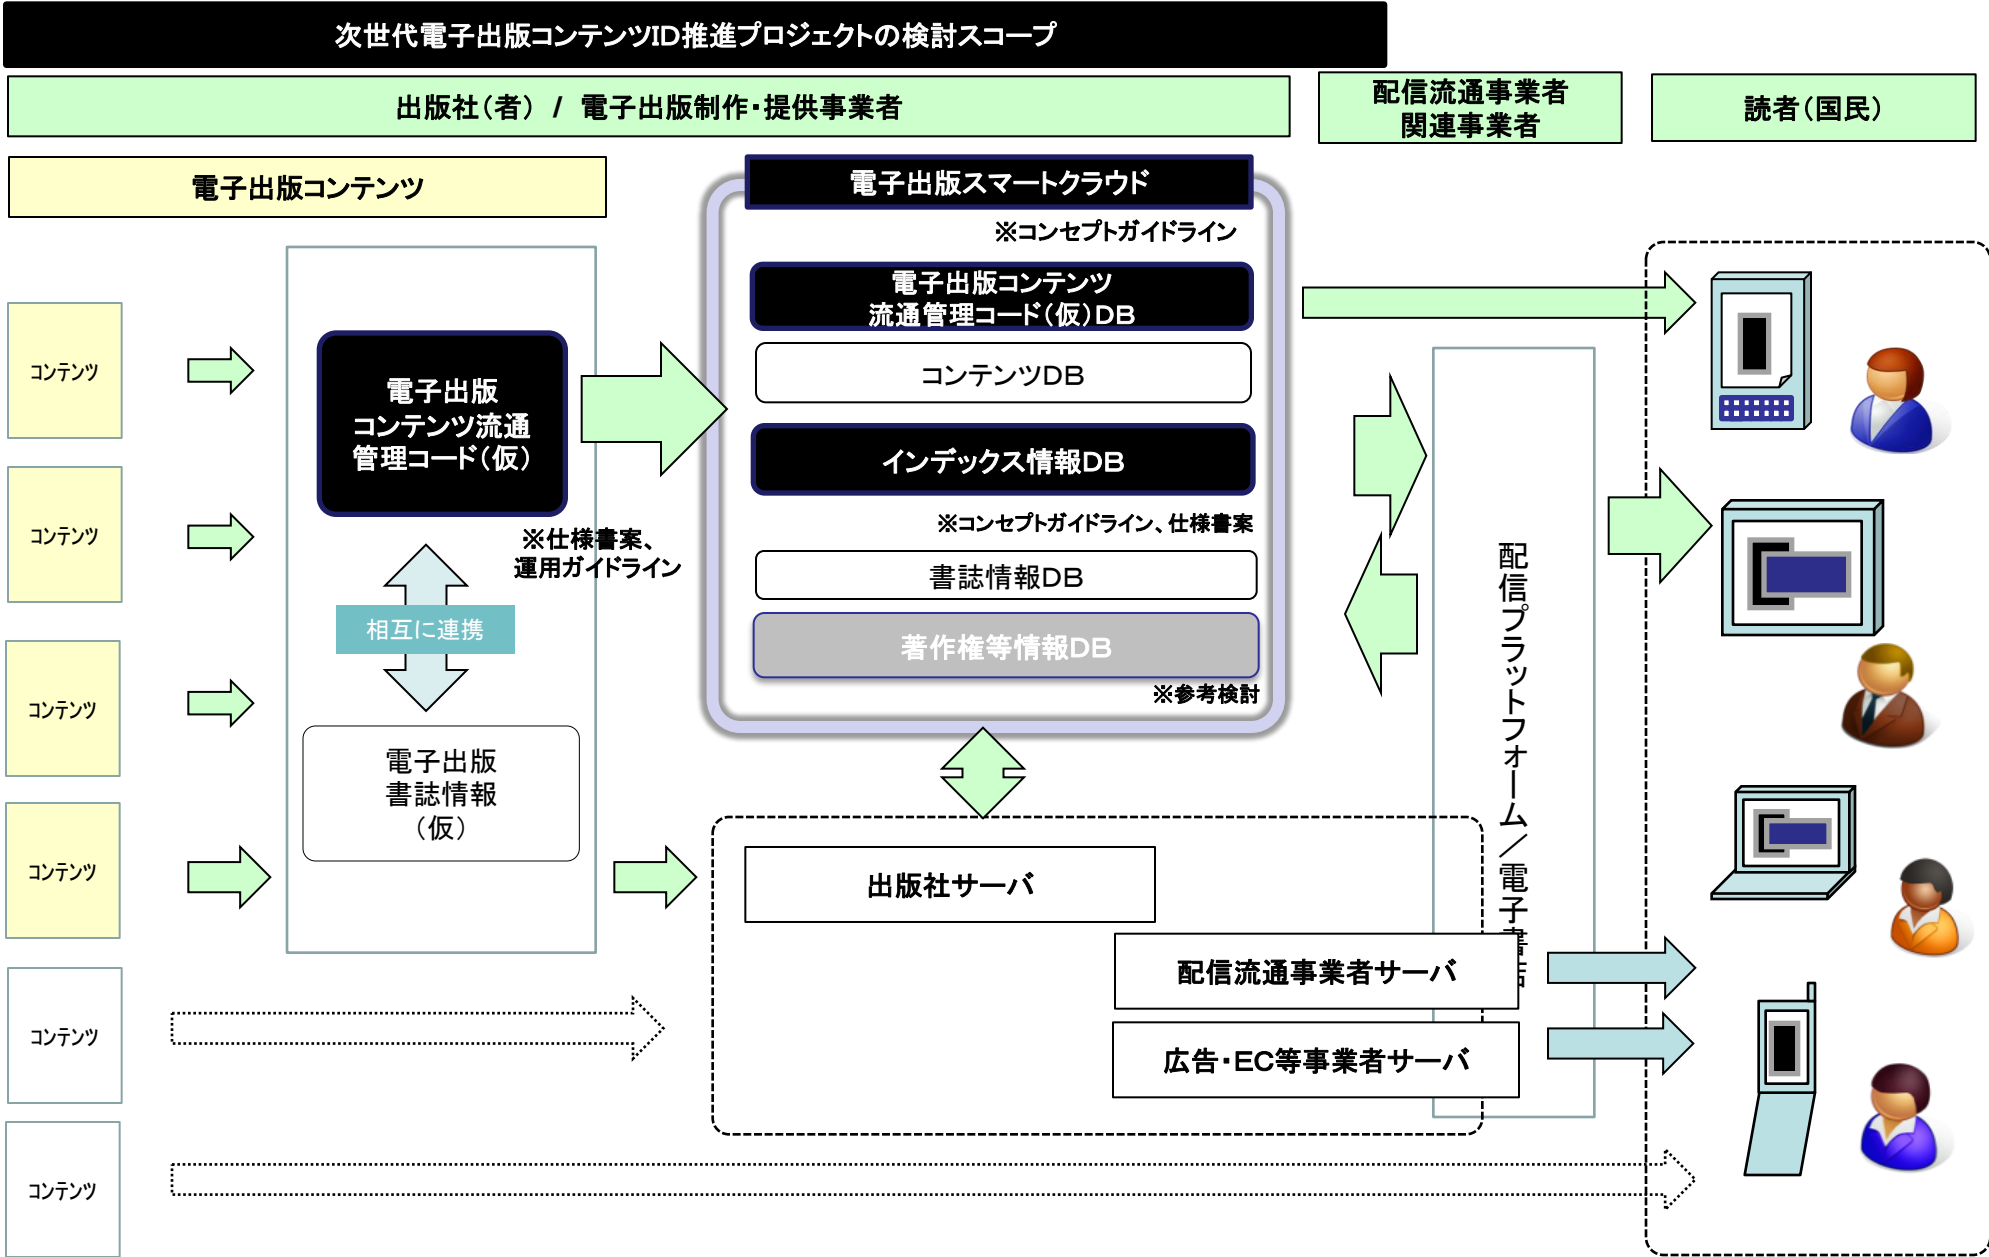 次世代電子出版コンテンツID推進プロジェクトの検討スコープ
出版社（者） / 電子出版制作・提供事業者
配信流通事業者
関連事業者
読者（国民）
電子出版コンテンツ
電子出版スマートクラウド
※コンセプトガイドライン
電子出版コンテンツ
流通管理コード（仮）DB
コンテンツDB
インデックス情報DB
※コンセプトガイドライン、仕様書案
書誌情報DB
著作権等情報DB
※参考検討
コンテンツ
コンテンツ
コンテンツ
コンテンツ
コンテンツ
コンテンツ
電子出版
コンテンツ流通
管理コード（仮）
※仕様書案、
運用ガイドライン
相互に連携
電子出版
書誌情報
（仮）
配信プラットフォーム／電子書店
出版社サーバ
配信流通事業者サーバ
広告・EC等事業者サーバ